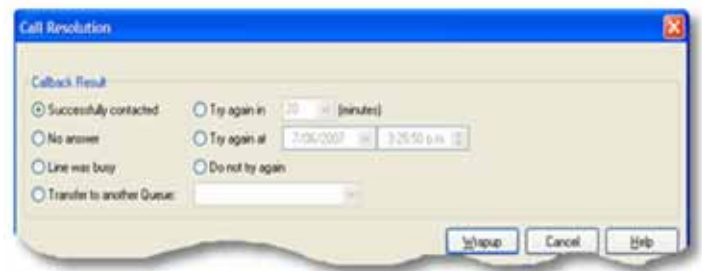 Call Resolution
Callback Result
Successfully contacted
Try again in 20 (minutes)
No answer
Try again at 7/06/2007 3:25:50 p.m.
Line was busy
Do not try again
Transfer to another Queue:
Wrapup Cancel Help